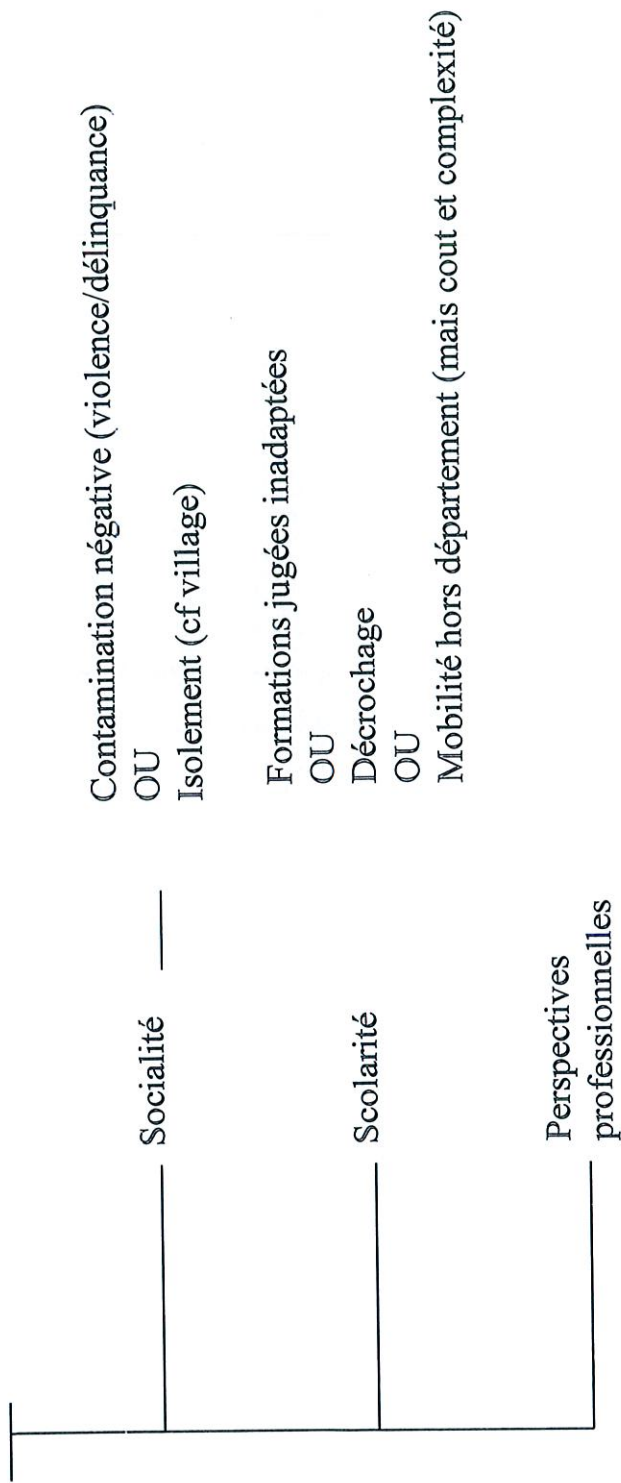 Socialité
Contamination négative (violence/délinquance)
OU
Isolement (cf village)
Scolarité
Formations jugées inadaptées
OU
Décrochage
OU
Mobilité hors département (mais cout et complexité)
Perspectives
professionnelles